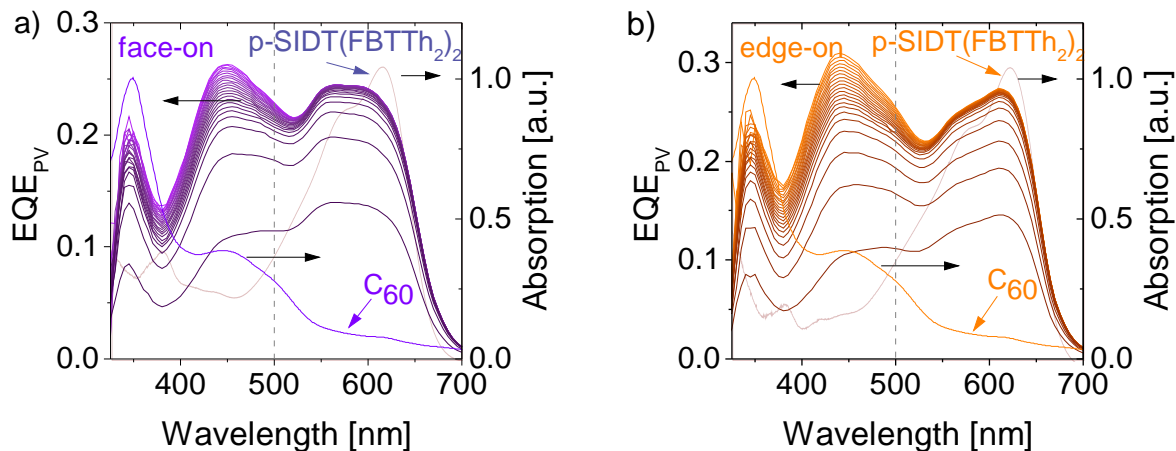 a)
face-on
p-SIDT(FBTTh2)2
C60
EQEPV
0.3
0.2
0.1
0.0
Absorption [a.u.]
1.0
0.5
0.0
400 500 600 700
Wavelength [nm]
b)
edge-on
p-SIDT(FBTTh2)2
C60
EQEPV
0.3
0.2
0.1
0.0
Absorption [a.u.]
1.0
0.5
0.0
400 500 600 700
Wavelength [nm]